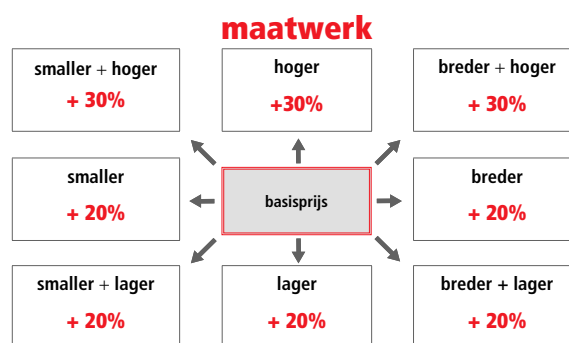 maatwerk
smaller + hoger
+ 30%
hoger
+30%
breder + hoger
+ 30%
smaller
+ 20%
basisprijs
breder
+ 20%
smaller + lager
+ 20%
lager
+ 20%
breder + lager
+ 20%